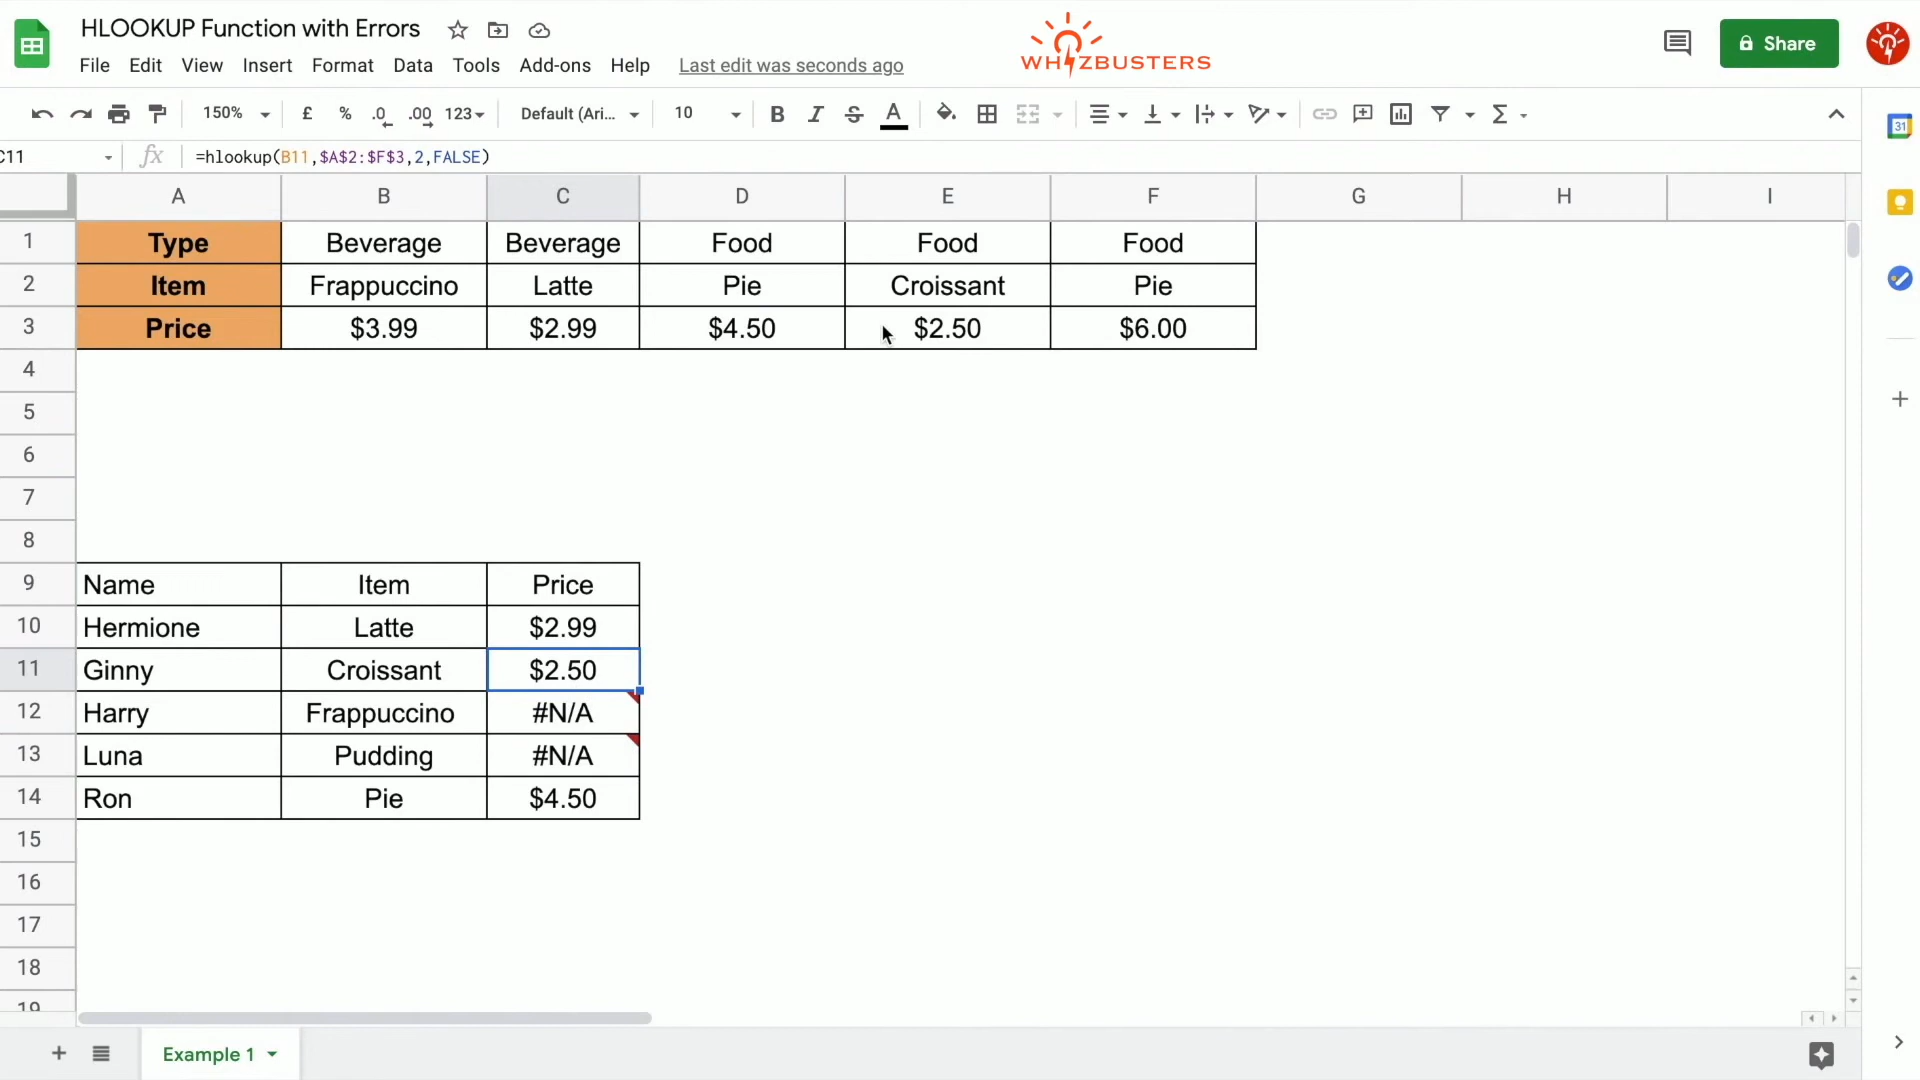 HLOOKUP Function with Errors
WHIZBUSTERS
Share
File Edit View Insert Format Data Tools Add-ons Help Last edit was seconds ago
150% £ % .0 .00 123 Default (Ari... 10 B I S A Σ
31
C11 fx =hlookup(B11,$A$2:$F$3,2,FALSE)
A B C D E F G H I
1 Type Beverage Beverage Food Food Food
2 Item Frappuccino Latte Pie Croissant Pie
3 Price $3.99 $2.99 $4.50 $2.50 $6.00
4
5
6
7
8
9 Name Item Price
10 Hermione Latte $2.99
11 Ginny Croissant $2.50
12 Harry Frappuccino #N/A
13 Luna Pudding #N/A
14 Ron Pie $4.50
15
16
17
18
19
Example 1